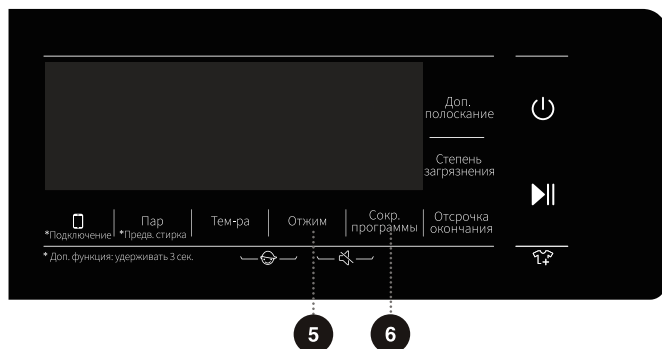 Доп.
полоскание
Степень
загрязнения
*Подключение
Пар
*Предв. стирка
Тем-ра
Отжим
Сокр.
программы
Отсрочка
окончания
* Доп. функция: удерживать 3 сек.
5
6